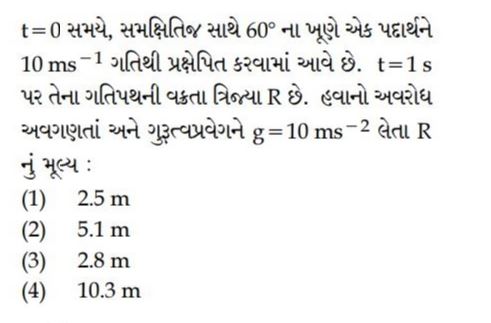 t=0 સમયે, સમક્ષિતિજ સાથે 60° ના ખૂણે એક પદાર્થને
10 ms⁻¹ ગતિથી પ્રક્ષેપિત કરવામાં આવે છે. t=1 s
પર તેના ગતિપથની વક્રતા ત્રિજ્યા R છે. હવાનો અવરોધ
અવગણતાં અને ગુરૂત્વપ્રવેગને g=10 ms⁻² લેતા R
નું મૂલ્ય :
(1) 2.5 m
(2) 5.1 m
(3) 2.8 m
(4) 10.3 m